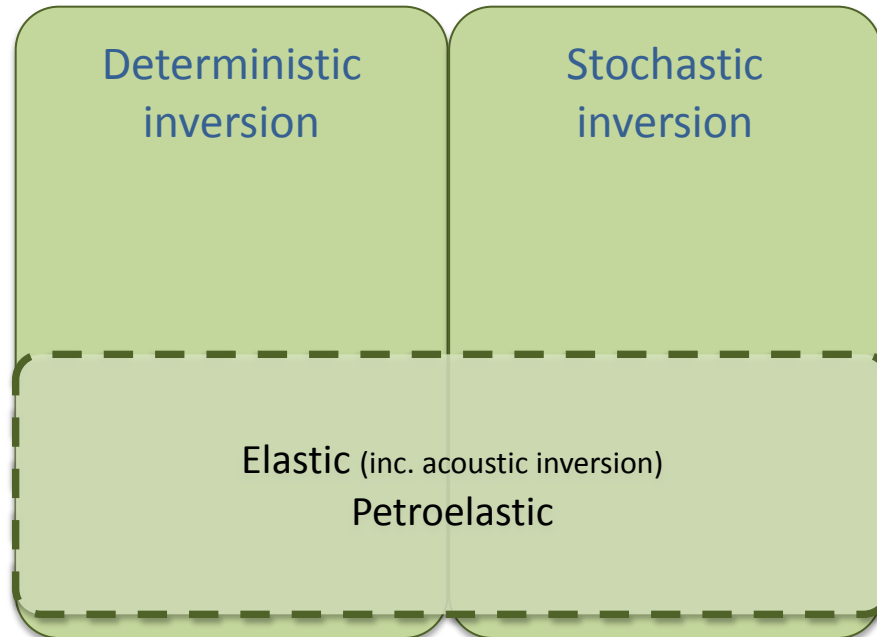 Deterministic
inversion
Stochastic
inversion
Elastic (inc. acoustic inversion)
Petroelastic